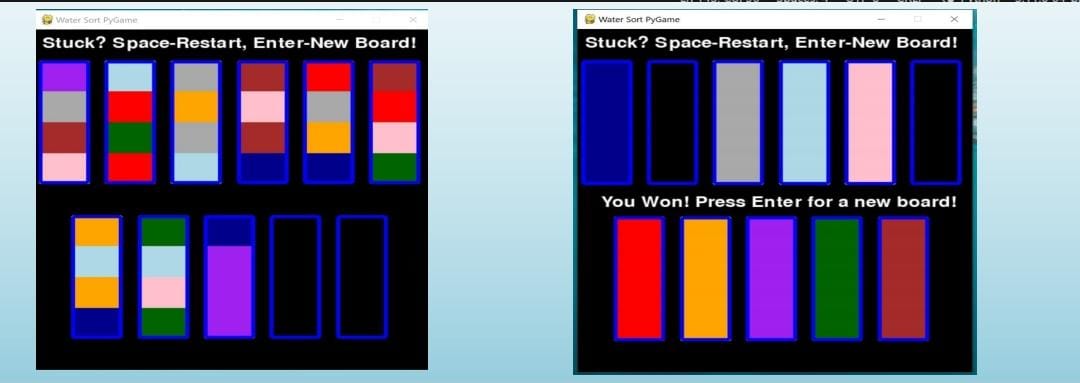 Water Sort PyGame
Stuck? Space-Restart, Enter-New Board!
Water Sort PyGame
Stuck? Space-Restart, Enter-New Board!
You Won! Press Enter for a new board!